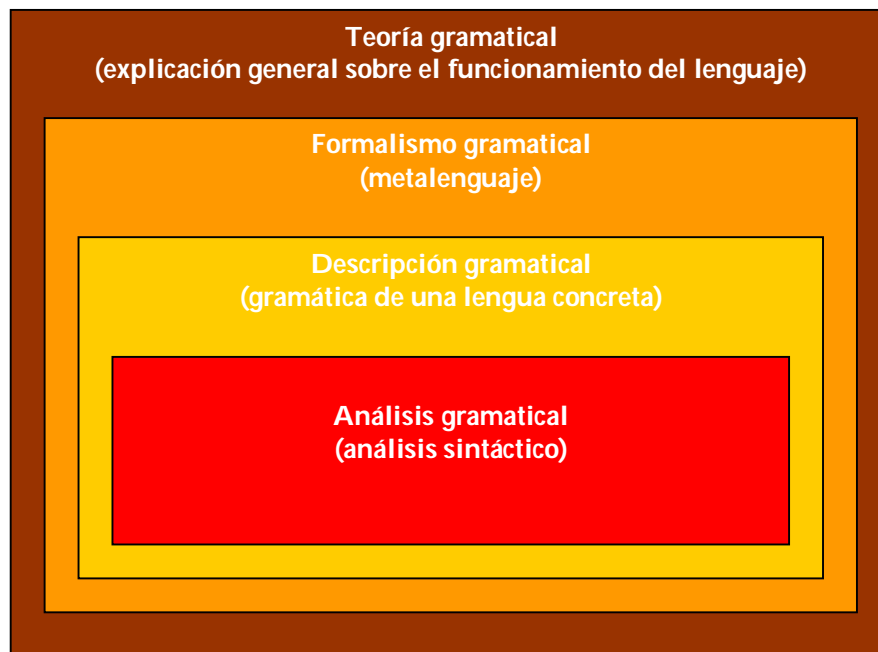 Teoría gramatical
(explicación general sobre el funcionamiento del lenguaje)
Formalismo gramatical
(metalenguaje)
Descripción gramatical
(gramática de una lengua concreta)
Análisis gramatical
(análisis sintáctico)